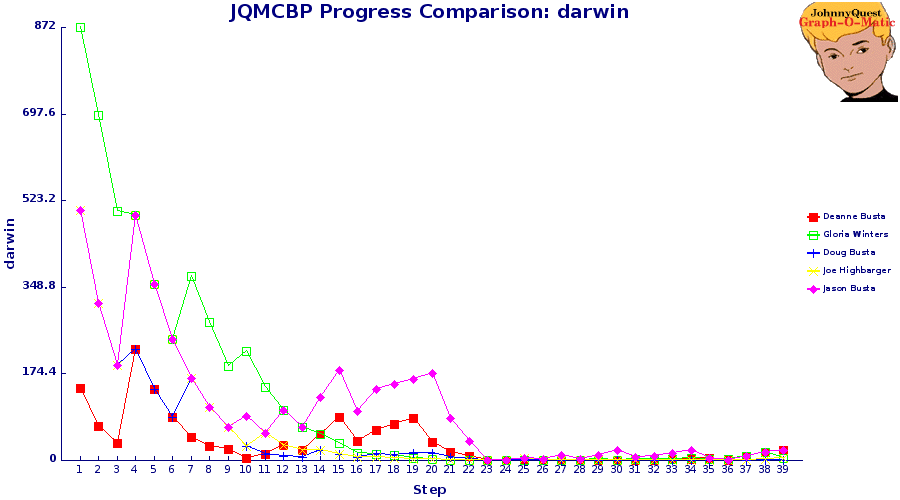 JQMCBP Progress Comparison: darwin
JohnnyQuest
Graph-O-Matic
872
697.6
523.2
348.8
174.4
0
darwin
1 2 3 4 5 6 7 8 9 10 11 12 13 14 15 16 17 18 19 20 21 22 23 24 25 26 27 28 29 30 31 32 33 34 35 36 37 38 39
Step
Deanne Busta
Gloria Winters
Doug Busta
Joe Highbarger
Jason Busta